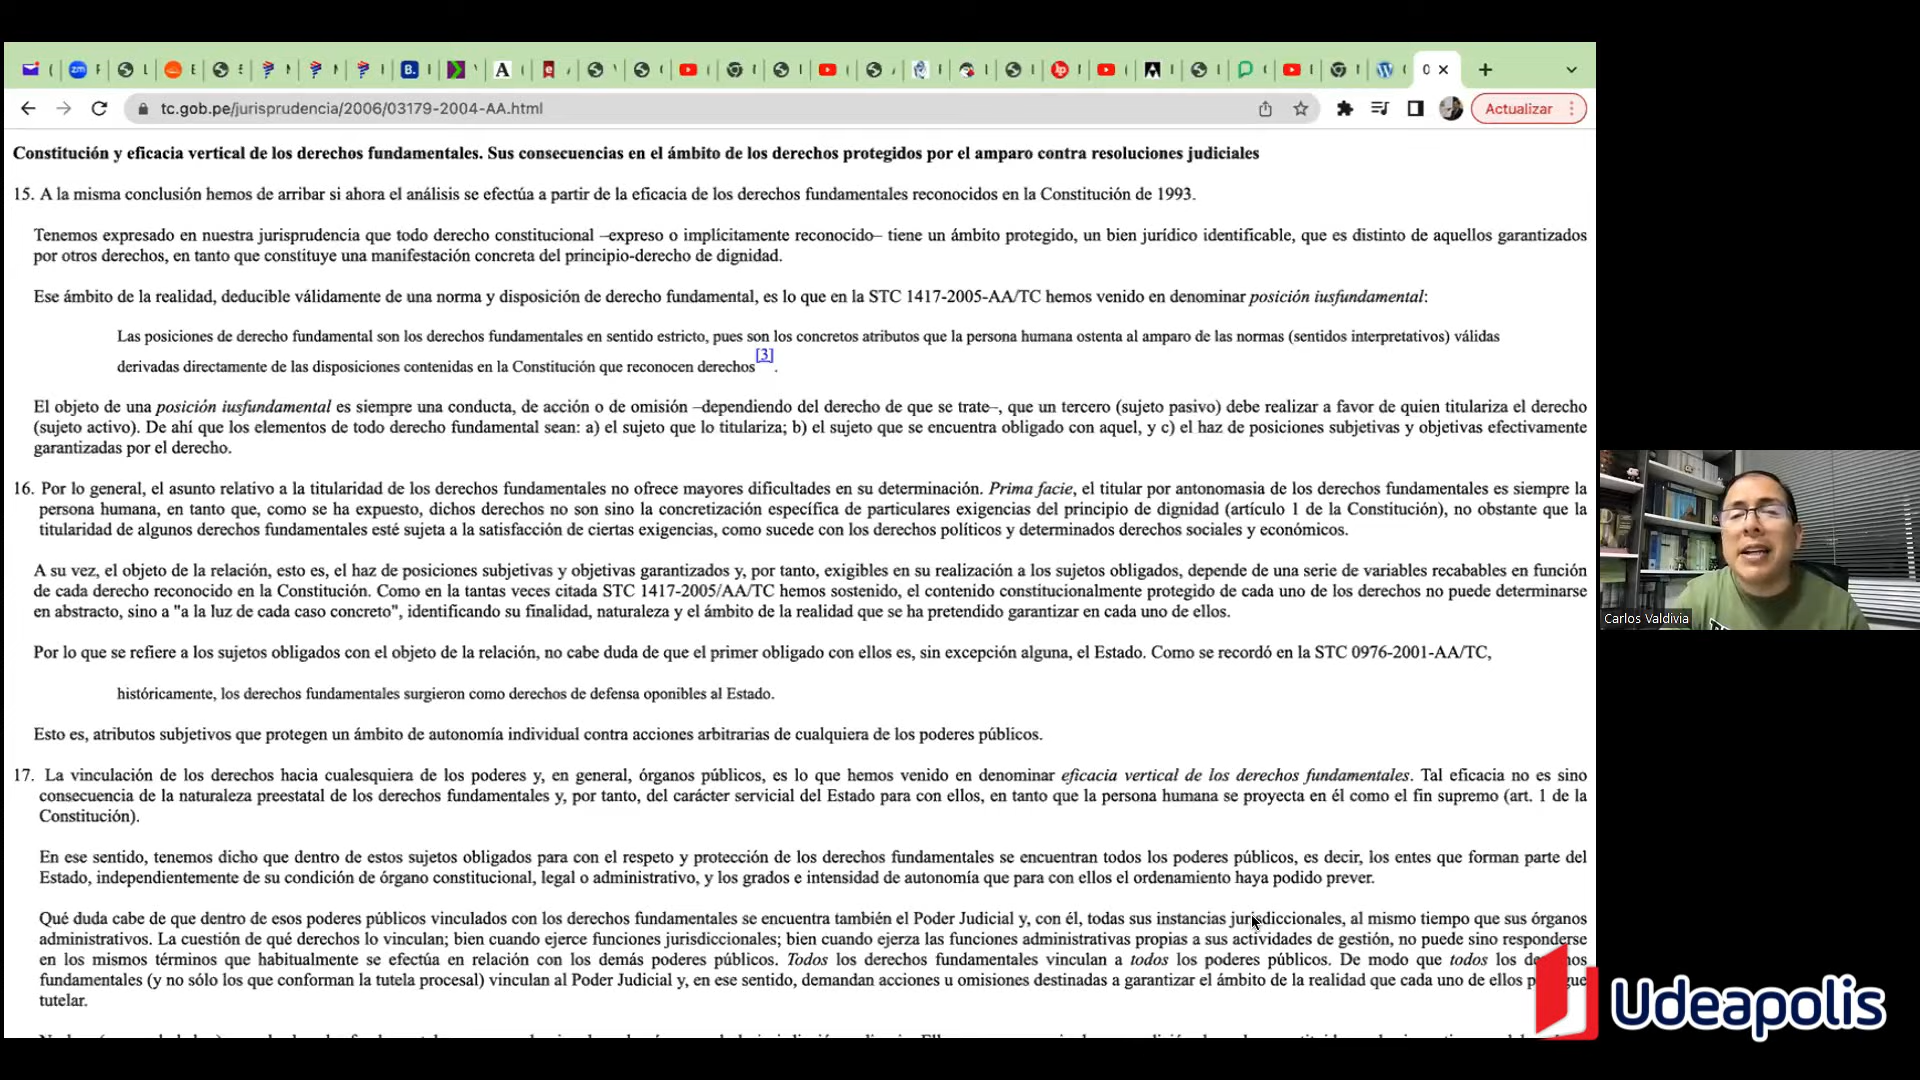 tc.gob.pe/jurisprudencia/2006/03179-2004-AA.html
Actualizar
Constitución y eficacia vertical de los derechos fundamentales. Sus consecuencias en el ámbito de los derechos protegidos por el amparo contra resoluciones judiciales
15. A la misma conclusión hemos de arribar si ahora el análisis se efectúa a partir de la eficacia de los derechos fundamentales reconocidos en la Constitución de 1993.
Tenemos expresado en nuestra jurisprudencia que todo derecho constitucional –expreso o implícitamente reconocido– tiene un ámbito protegido, un bien jurídico identificable, que es distinto de aquellos garantizados
por otros derechos, en tanto que constituye una manifestación concreta del principio-derecho de dignidad.
Ese ámbito de la realidad, deducible válidamente de una norma y disposición de derecho fundamental, es lo que en la STC 1417-2005-AA/TC hemos venido en denominar posición iusfundamental:
Las posiciones de derecho fundamental son los derechos fundamentales en sentido estricto, pues son los concretos atributos que la persona humana ostenta al amparo de las normas (sentidos interpretativos) válidas
derivadas directamente de las disposiciones contenidas en la Constitución que reconocen derechos[3].
El objeto de una posición iusfundamental es siempre una conducta, de acción o de omisión –dependiendo del derecho de que se trate–, que un tercero (sujeto pasivo) debe realizar a favor de quien titulariza el derecho
(sujeto activo). De ahí que los elementos de todo derecho fundamental sean: a) el sujeto que lo titulariza; b) el sujeto que se encuentra obligado con aquel, y c) el haz de posiciones subjetivas y objetivas efectivamente
garantizadas por el derecho.
16. Por lo general, el asunto relativo a la titularidad de los derechos fundamentales no ofrece mayores dificultades en su determinación. Prima facie, el titular por antonomasia de los derechos fundamentales es siempre la
persona humana, en tanto que, como se ha expuesto, dichos derechos no son sino la concretización específica de particulares exigencias del principio de dignidad (artículo 1 de la Constitución), no obstante que la
titularidad de algunos derechos fundamentales esté sujeta a la satisfacción de ciertas exigencias, como sucede con los derechos políticos y determinados derechos sociales y económicos.
A su vez, el objeto de la relación, esto es, el haz de posiciones subjetivas y objetivas garantizados y, por tanto, exigibles en su realización a los sujetos obligados, depende de una serie de variables recabables en función
de cada derecho reconocido en la Constitución. Como en la tantas veces citada STC 1417-2005/AA/TC hemos sostenido, el contenido constitucionalmente protegido de cada uno de los derechos no puede determinarse
en abstracto, sino a "a la luz de cada caso concreto", identificando su finalidad, naturaleza y el ámbito de la realidad que se ha pretendido garantizar en cada uno de ellos.
Por lo que se refiere a los sujetos obligados con el objeto de la relación, no cabe duda de que el primer obligado con ellos es, sin excepción alguna, el Estado. Como se recordó en la STC 0976-2001-AA/TC,
históricamente, los derechos fundamentales surgieron como derechos de defensa oponibles al Estado.
Esto es, atributos subjetivos que protegen un ámbito de autonomía individual contra acciones arbitrarias de cualquiera de los poderes públicos.
17. La vinculación de los derechos hacia cualesquiera de los poderes y, en general, órganos públicos, es lo que hemos venido en denominar eficacia vertical de los derechos fundamentales. Tal eficacia no es sino
consecuencia de la naturaleza preestatal de los derechos fundamentales y, por tanto, del carácter servicial del Estado para con ellos, en tanto que la persona humana se proyecta en él como el fin supremo (art. 1 de la
Constitución).
En ese sentido, tenemos dicho que dentro de estos sujetos obligados para con el respeto y protección de los derechos fundamentales se encuentran todos los poderes públicos, es decir, los entes que forman parte del
Estado, independientemente de su condición de órgano constitucional, legal o administrativo, y los grados e intensidad de autonomía que para con ellos el ordenamiento haya podido prever.
Qué duda cabe de que dentro de esos poderes públicos vinculados con los derechos fundamentales se encuentra también el Poder Judicial y, con él, todas sus instancias jurisdiccionales, al mismo tiempo que sus órganos
administrativos. La cuestión de qué derechos lo vinculan; bien cuando ejerce funciones jurisdiccionales; bien cuando ejerza las funciones administrativas propias a sus actividades de gestión, no puede sino responderse
en los mismos términos que habitualmente se efectúa en relación con los demás poderes públicos. Todos los derechos fundamentales vinculan a todos los poderes públicos. De modo que todos los
fundamentales (y no sólo los que conforman la tutela procesal) vinculan al Poder Judicial y, en ese sentido, demandan acciones u omisiones destinadas a garantizar el ámbito de la realidad que cada uno de ellos
tutelar.
Carlos Valdivia
Udeapolis